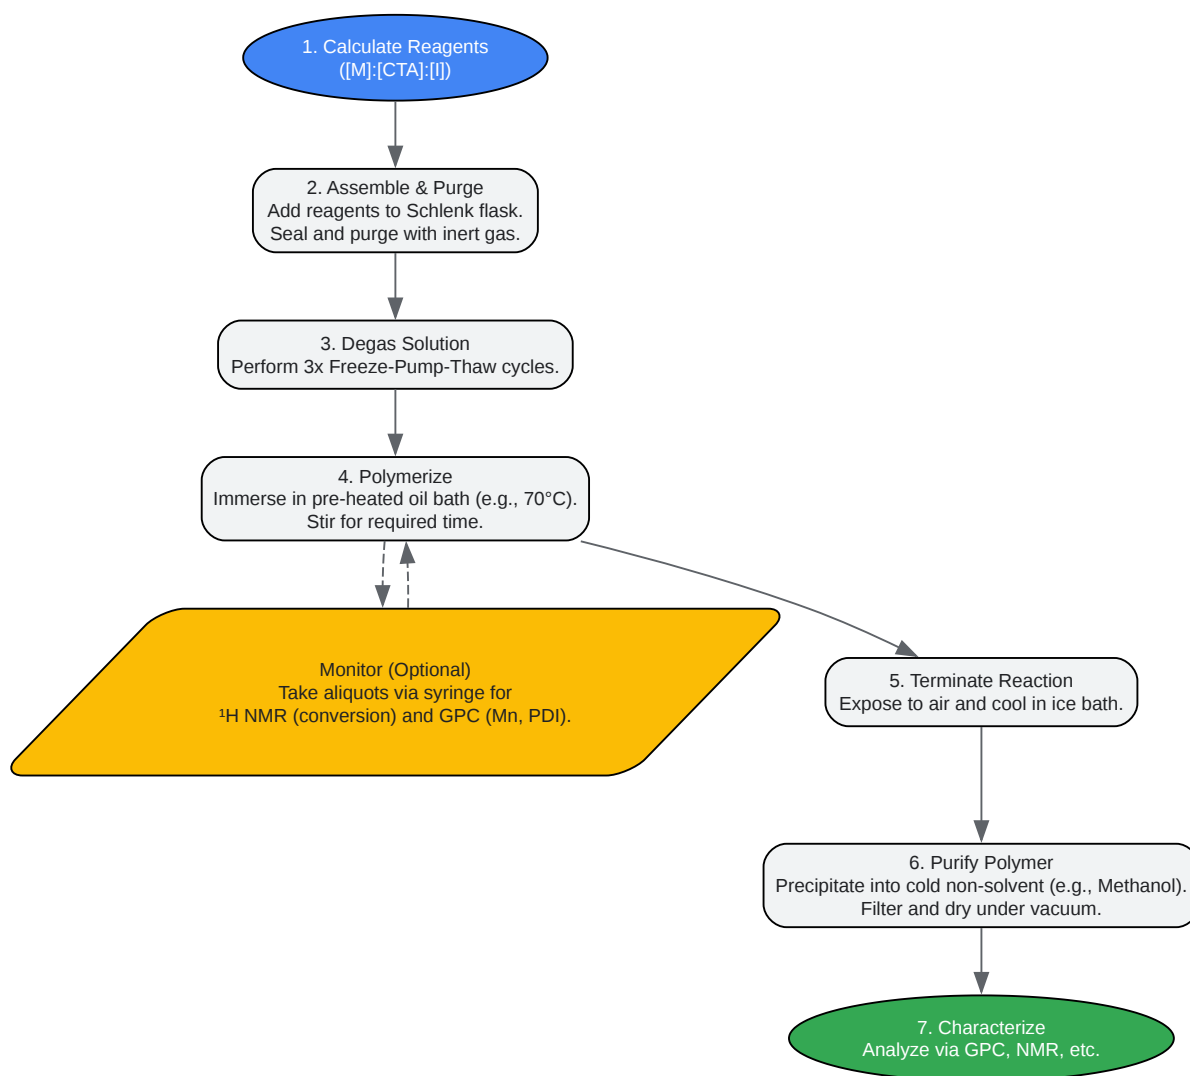 1. Calculate Reagents
([M]:[CTA]:[I])
2. Assemble & Purge
Add reagents to Schlenk flask.
Seal and purge with inert gas.
3. Degas Solution
Perform 3x Freeze-Pump-Thaw cycles.
4. Polymerize
Immerse in pre-heated oil bath (e.g., 70°C).
Stir for required time.
Monitor (Optional)
Take aliquots via syringe for
¹H NMR (conversion) and GPC (Mn, PDI).
5. Terminate Reaction
Expose to air and cool in ice bath.
6. Purify Polymer
Precipitate into cold non-solvent (e.g., Methanol).
Filter and dry under vacuum.
7. Characterize
Analyze via GPC, NMR, etc.